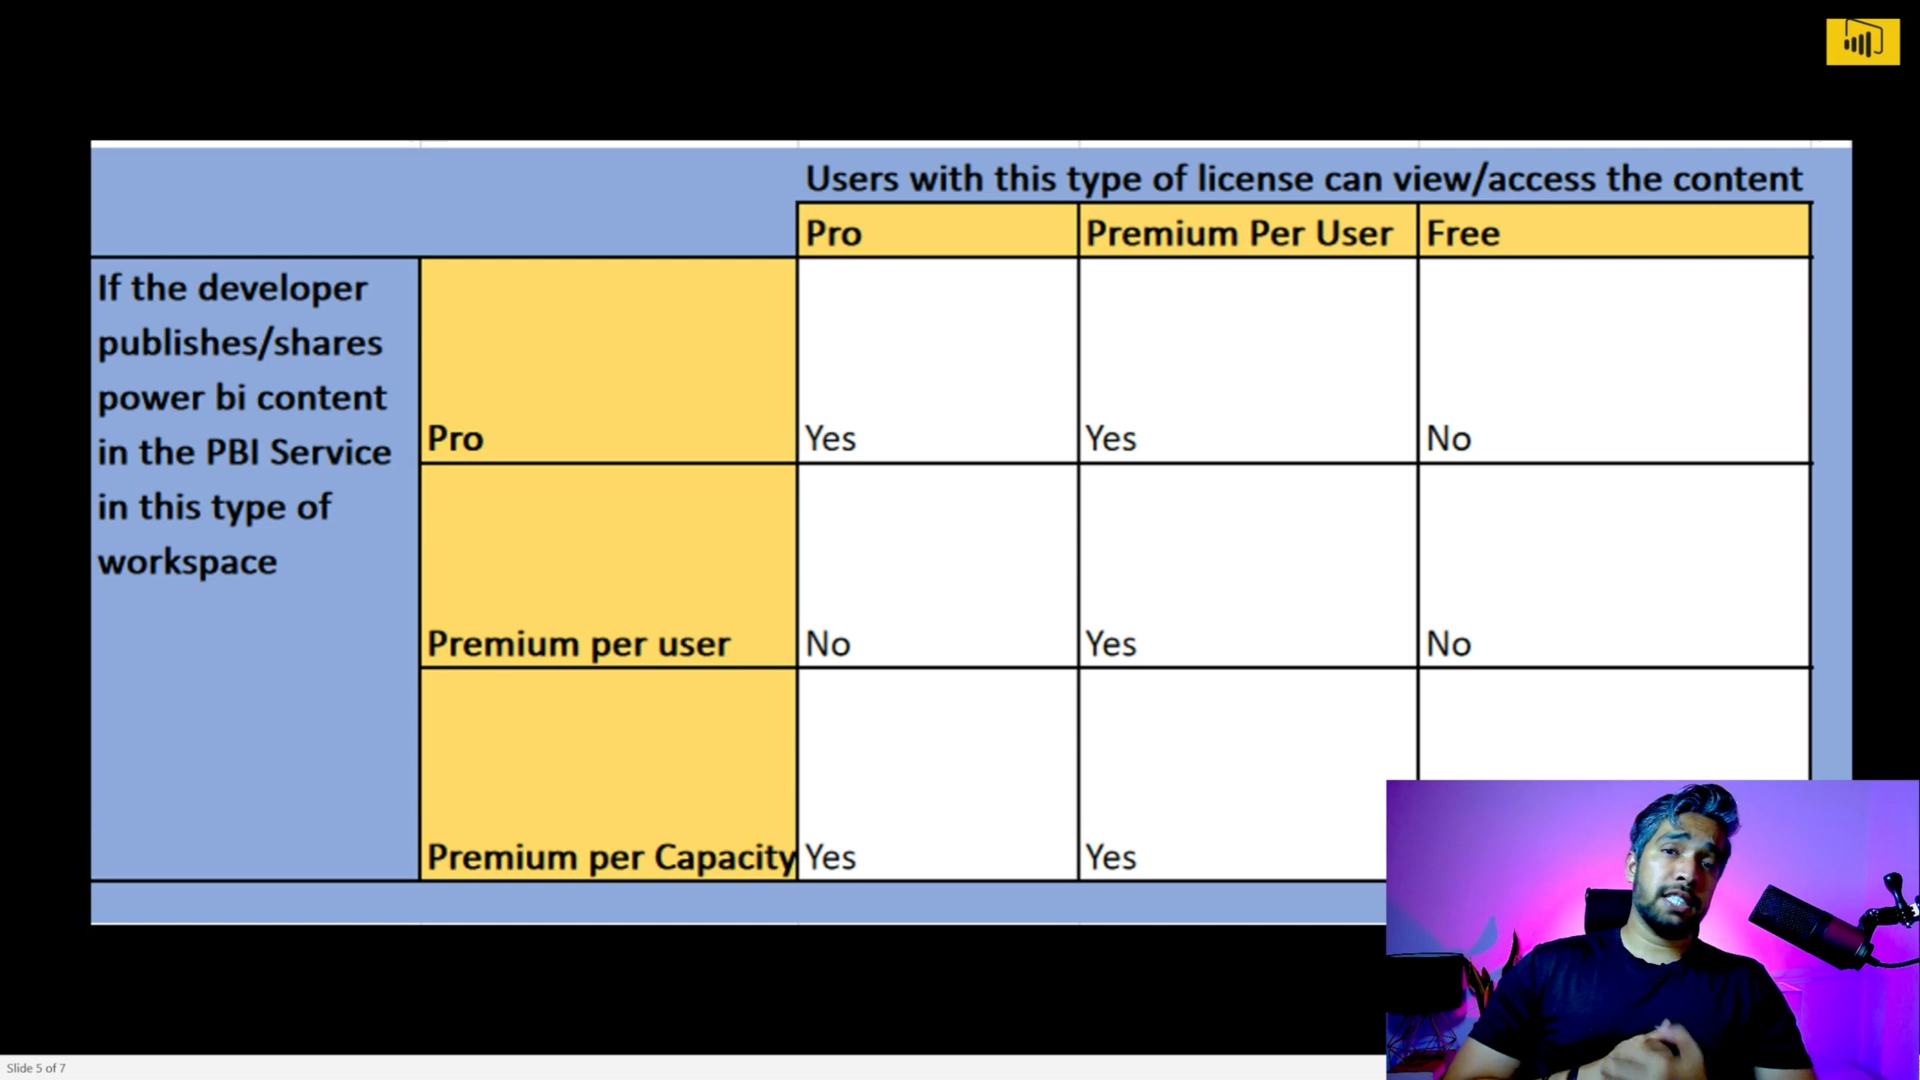 Users with this type of license can view/access the content
Pro Premium Per User Free
If the developer
publishes/shares
power bi content
in the PBI Service
in this type of
workspace
Pro Yes Yes No
Premium per user No Yes No
Premium per Capacity Yes Yes
Slide 5 of 7